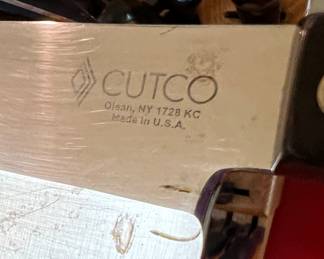 CUTCO
Olean, NY 1728 KC
Made in U.S.A.